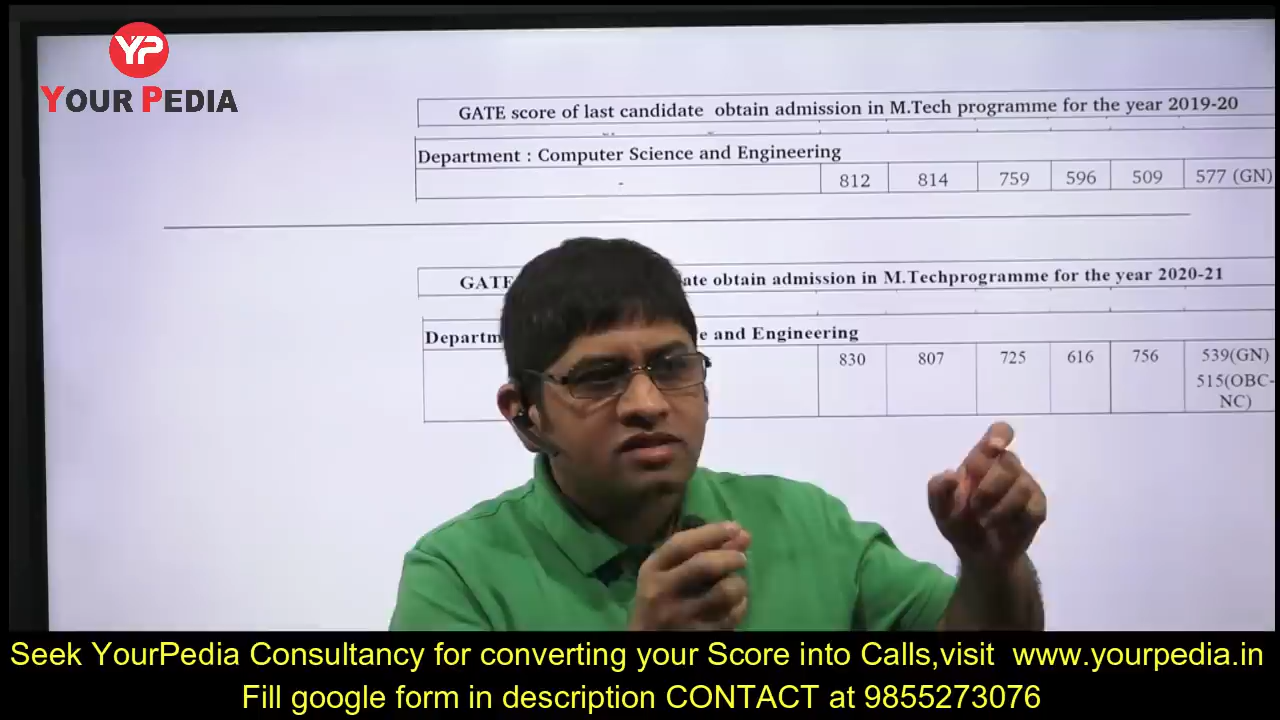 YP
YOUR PEDIA
GATE score of last candidate obtain admission in M.Tech programme for the year 2019-20
Department : Computer Science and Engineering
- 812 814 759 596 509 577 (GN)
GATE ate obtain admission in M.Techprogramme for the year 2020-21
Departm e and Engineering
830 807 725 616 756 539(GN)
515(OBC-
NC)
Seek YourPedia Consultancy for converting your Score into Calls,visit www.yourpedia.in
Fill google form in description CONTACT at 9855273076